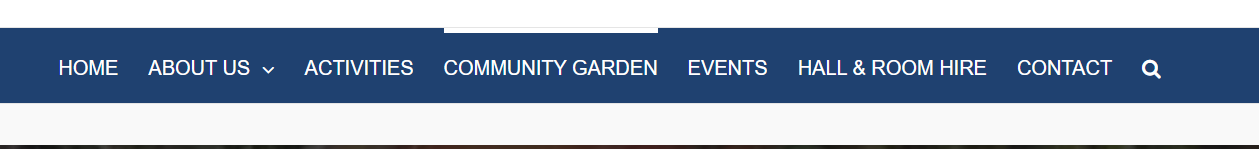 HOME ABOUT US ACTIVITIES COMMUNITY GARDEN EVENTS HALL & ROOM HIRE CONTACT